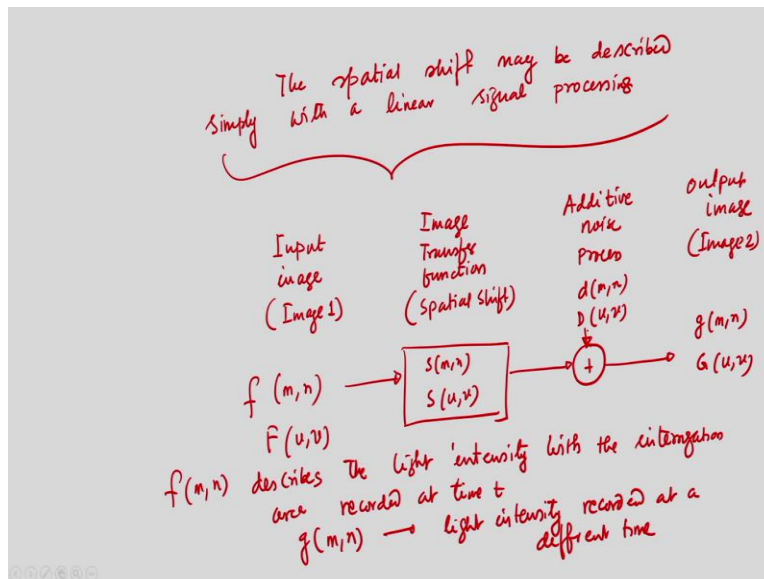 The spatial shift may be described
simply with a linear signal processing
Input
image
(Image 1)
Image
Transfer
function
(Spatial Shift)
Additive
noise
process
d(m,n)
D(u,v)
output
image
(Image 2)
f(m,n)
F(u,v)
s(m,n)
S(u,v)
+
g(m,n)
G(u,v)
f(m,n) describes the light intensity with the interrogation
area recorded at time t
g(m,n) → light intensity recorded at a
diffrent time